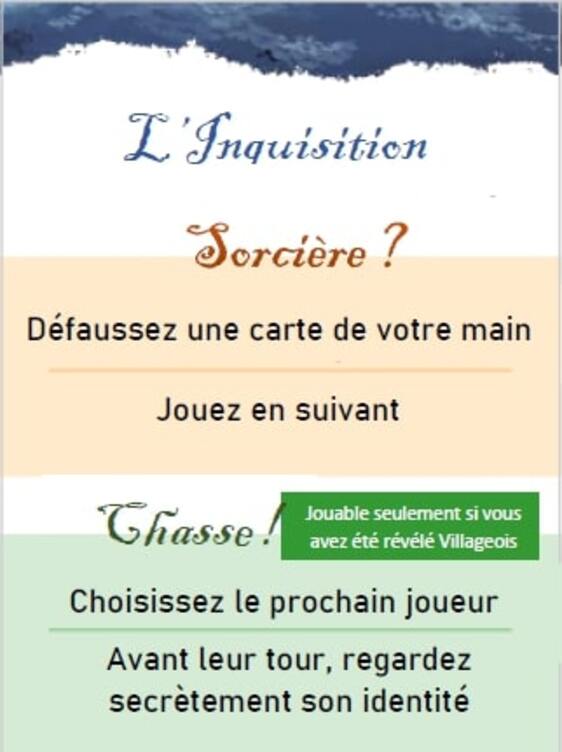 L'Inquisition
Sorcière ?
Défaussez une carte de votre main
Jouez en suivant
Chasse !
Jouable seulement si vous
avez été révélé Villageois
Choisissez le prochain joueur
Avant leur tour, regardez
secrètement son identité